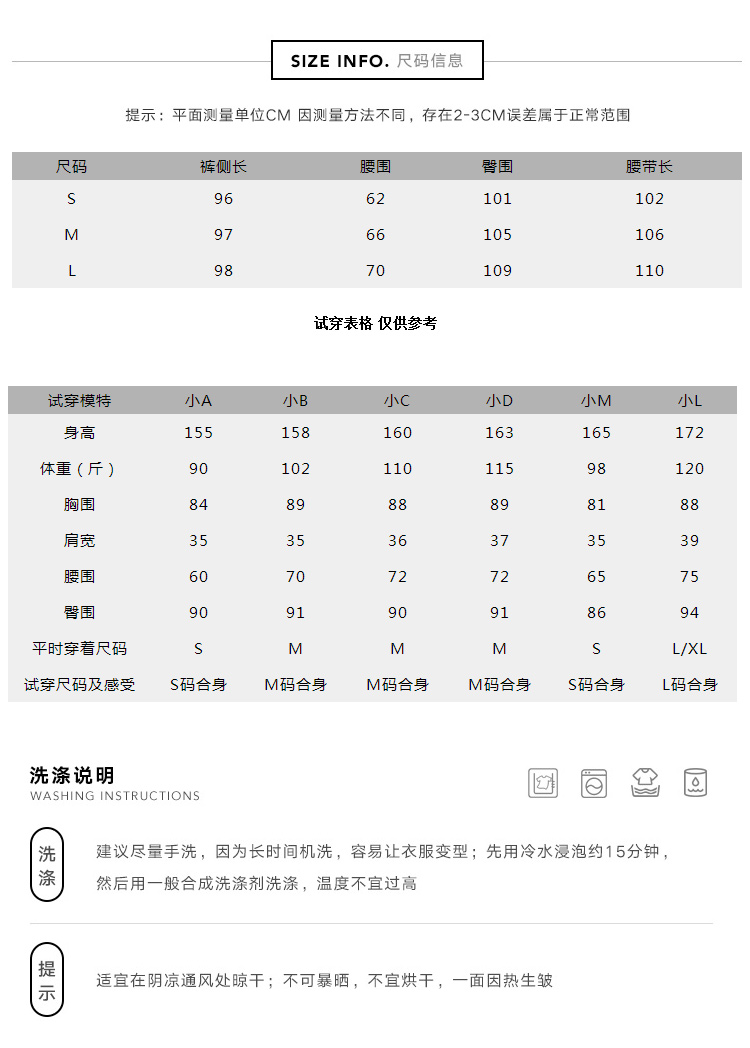 SIZE INFO. 尺码信息
提示：平面测量单位CM 因测量方法不同，存在2-3CM误差属于正常范围
尺码 裤侧长 腰围 臀围 腰带长
S 96 62 101 102
M 97 66 105 106
L 98 70 109 110
试穿表格 仅供参考
试穿模特 小A 小B 小C 小D 小M 小L
身高 155 158 160 163 165 172
体重（斤） 90 102 110 115 98 120
胸围 84 89 88 89 81 88
肩宽 35 35 36 37 35 39
腰围 60 70 72 72 65 75
臀围 90 91 90 91 86 94
平时穿着尺码 S M M M S L/XL
试穿尺码及感受 S码合身 M码合身 M码合身 M码合身 S码合身 L码合身
洗涤说明
WASHING INSTRUCTIONS
洗涤
建议尽量手洗，因为长时间机洗，容易让衣服变型；先用冷水浸泡约15分钟，
然后用一般合成洗涤剂洗涤，温度不宜过高
提示
适宜在阴凉通风处晾干；不可暴晒，不宜烘干，一面因热生皱